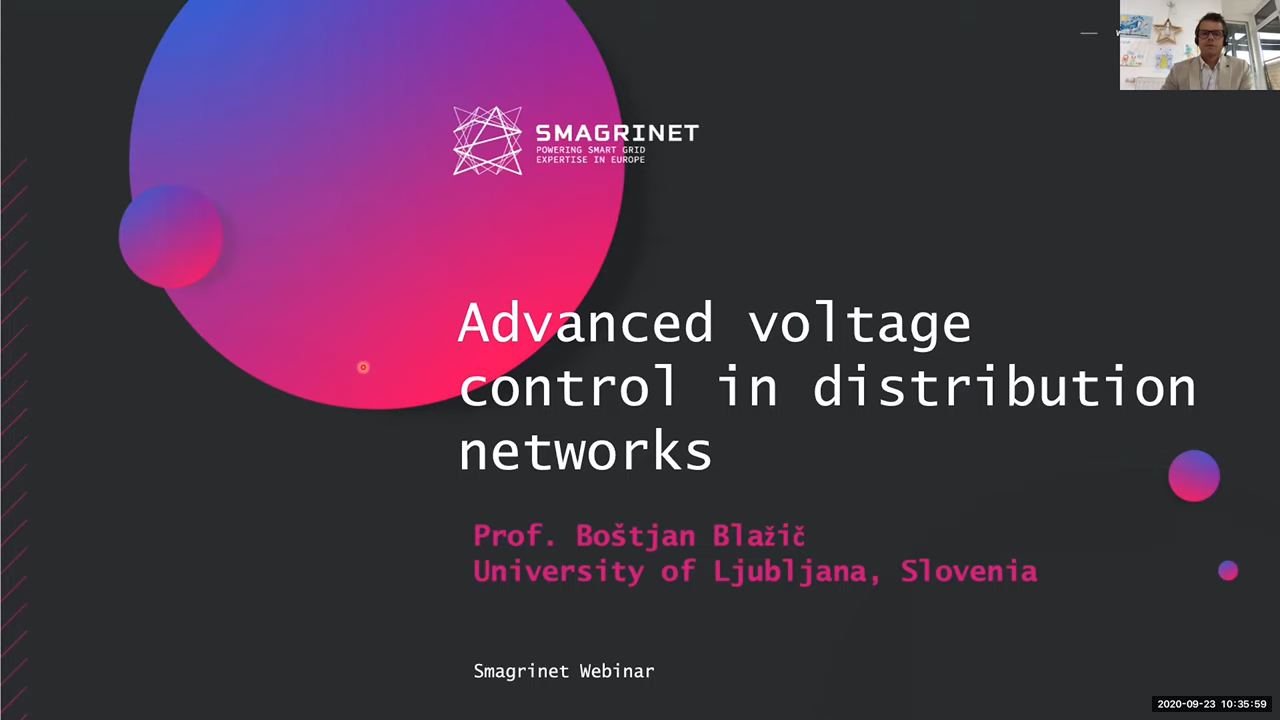 SMAGRINET
POWERING SMART GRID
EXPERTISE IN EUROPE
Advanced voltage
control in distribution
networks
Prof. Boštjan Blažič
University of Ljubljana, Slovenia
Smagrinet Webinar
2020-09-23 10:35:59